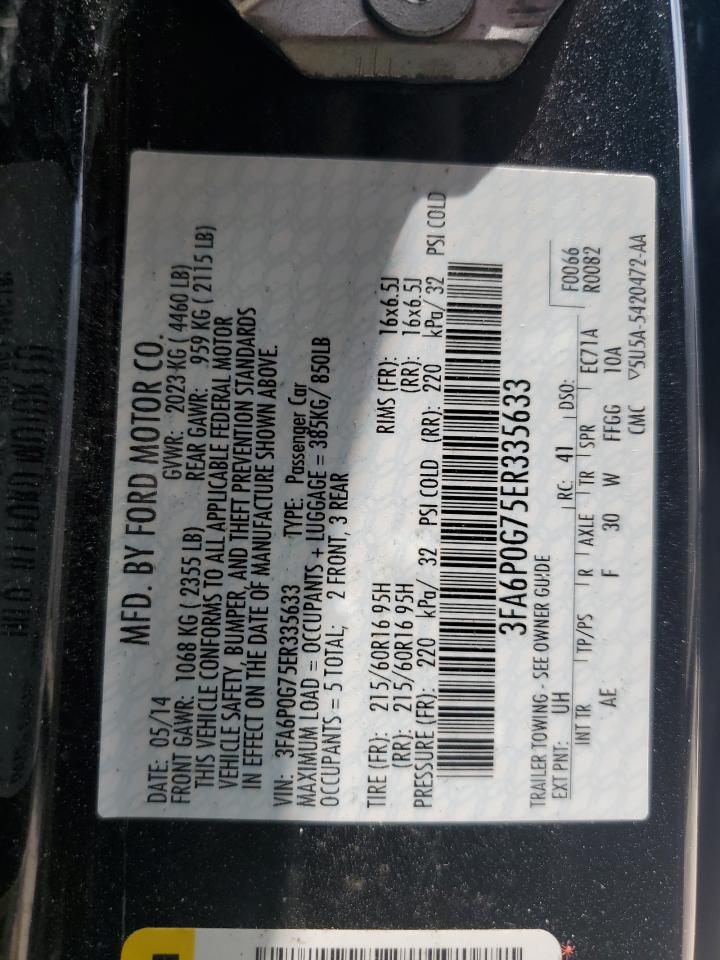 MFD. BY FORD MOTOR CO.
DATE: 05/14 GVWR: 2023 KG ( 4460 LB)
FRONT GAWR: 1068 KG ( 2355 LB) REAR GAWR: 959 KG ( 2115 LB)
THIS VEHICLE CONFORMS TO ALL APPLICABLE FEDERAL MOTOR
VEHICLE SAFETY, BUMPER, AND THEFT PREVENTION STANDARDS
IN EFFECT ON THE DATE OF MANUFACTURE SHOWN ABOVE.
VIN: 3FA6P0G75ER335633 TYPE: Passenger Car
MAXIMUM LOAD = OCCUPANTS + LUGGAGE = 385KG/ 850LB
OCCUPANTS = 5 TOTAL; 2 FRONT, 3 REAR
TIRE (FR): 215/60R16 95H RIMS (FR): 16x6.5J
(RR): 215/60R16 95H (RR): 16x6.5J
PRESSURE (FR): 220 kPa/ 32 PSI COLD (RR): 220 kPa/ 32 PSI COLD
3FA6P0G75ER335633
TRAILER TOWING - SEE OWNER GUIDE F0066
EXT PNT: UH RC: 41 DSO: R0082
INT TR TP/PS R AXLE TR SPR EC71A
AE F 30 W FFGG 10A
CMC ▽5U5A-5420472-AA